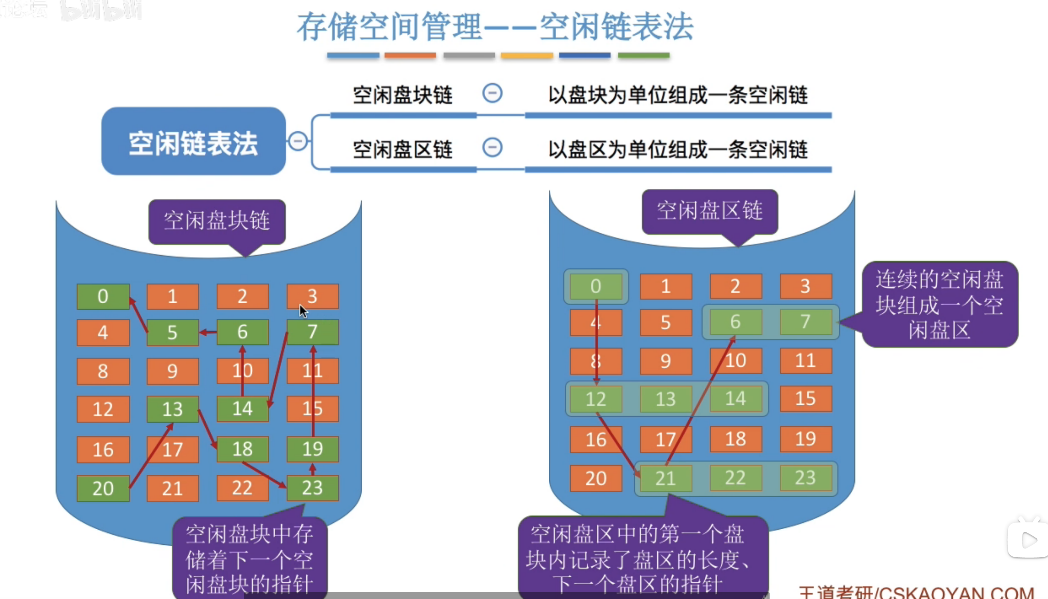 bilibili
存储空间管理——空闲链表法
空闲链表法
空闲盘块链
以盘块为单位组成一条空闲链
空闲盘区链
以盘区为单位组成一条空闲链
空闲盘块链
0 1 2 3
4 5 6 7
8 9 10 11
12 13 14 15
16 17 18 19
20 21 22 23
空闲盘块中存
储着下一个空
闲盘块的指针
空闲盘区链
0 1 2 3
4 5 6 7
8 9 10 11
12 13 14 15
16 17 18 19
20 21 22 23
连续的空闲盘
块组成一个空
闲盘区
空闲盘区中的第一个盘
块内记录了盘区的长度、
下一个盘区的指针
王道考研/CSKAOYAN.COM